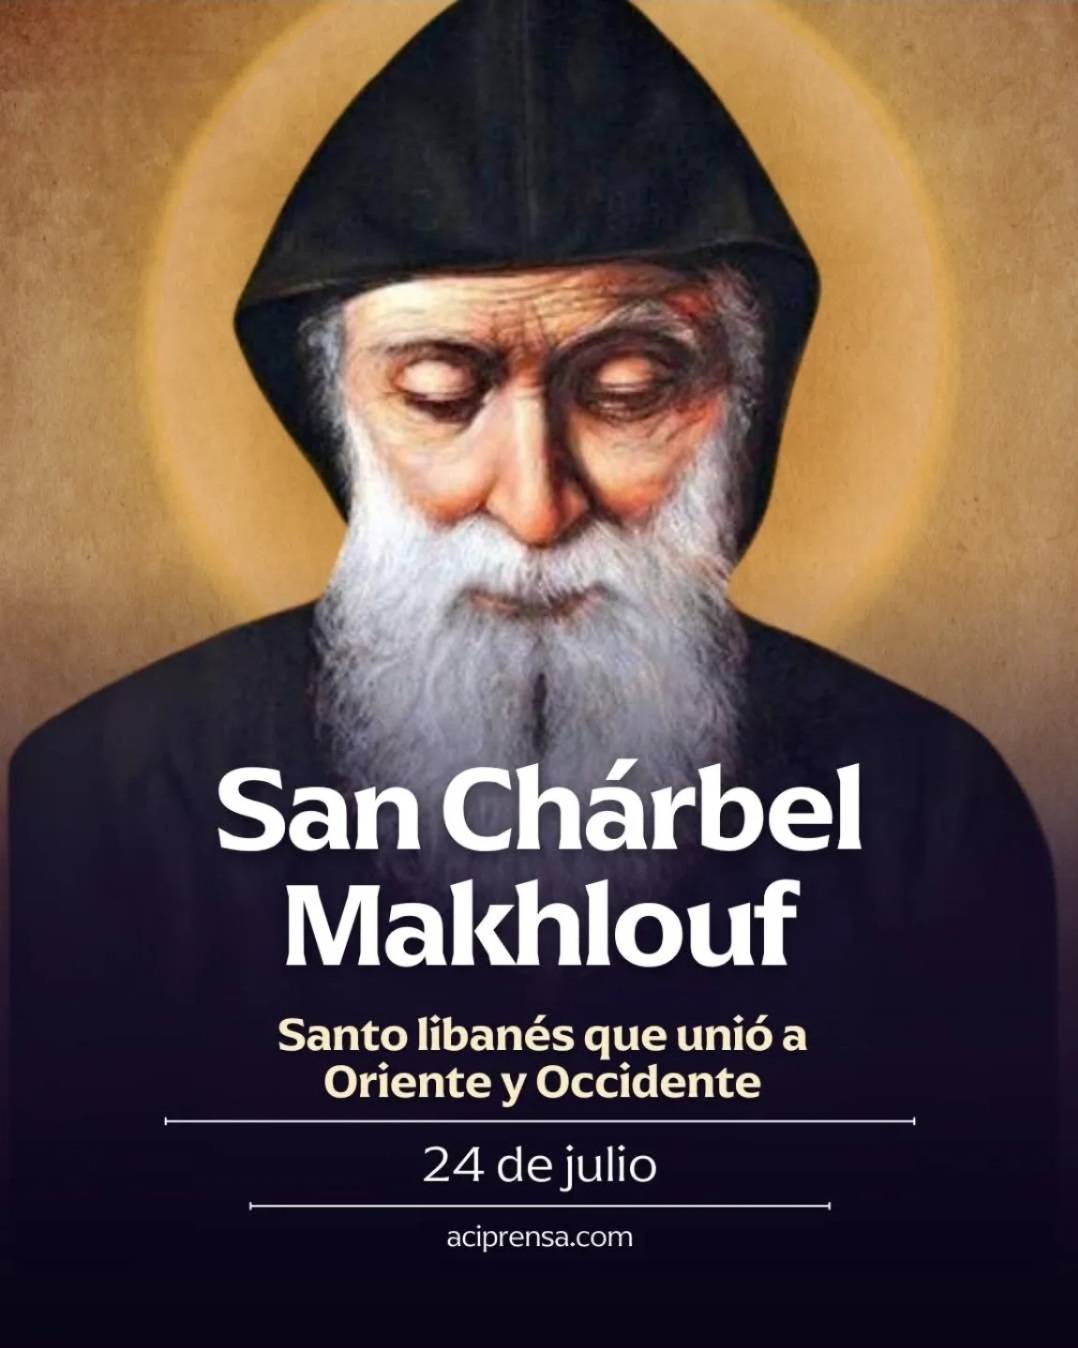 San Chárbel
Makhlouf
Santo libanés que unió a
Oriente y Occidente
24 de julio
aciprensa.com